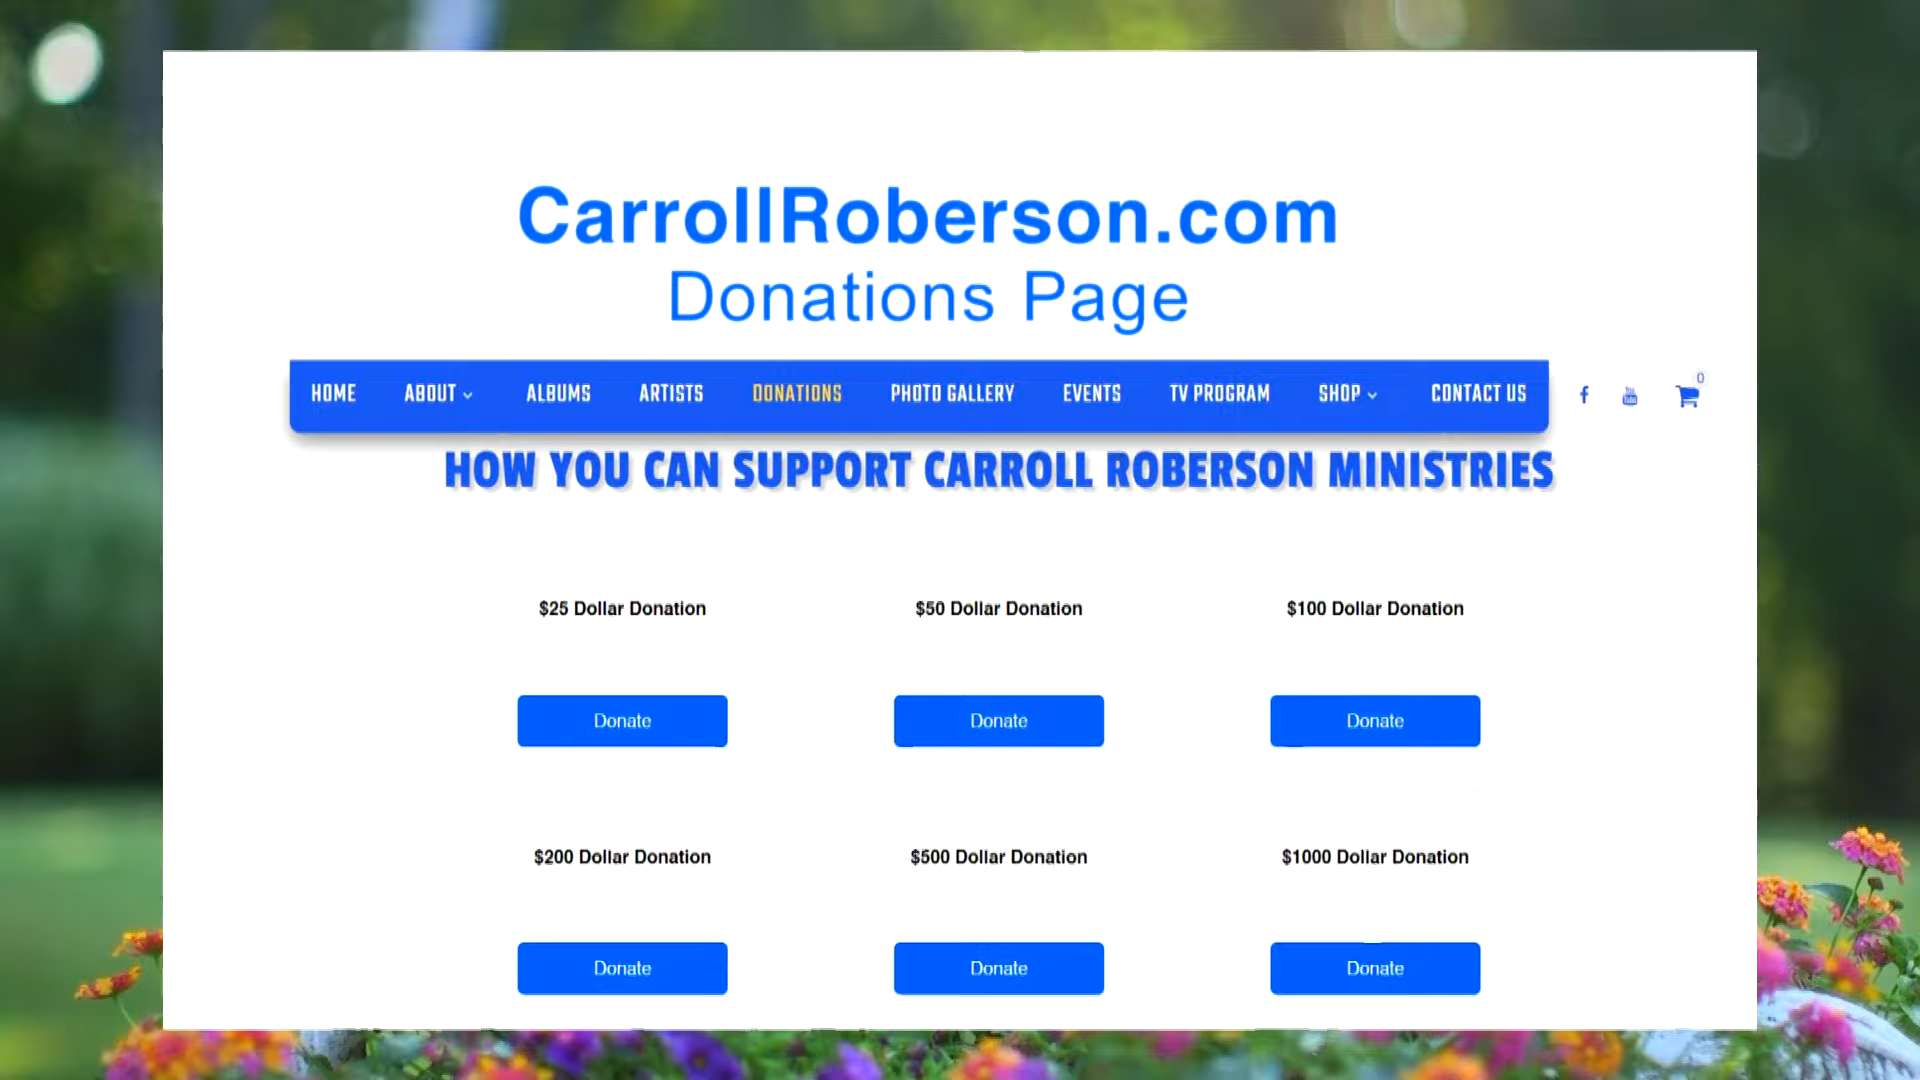 CarrollRoberson.com
Donations Page
HOME ABOUT ALBUMS ARTISTS DONATIONS PHOTO GALLERY EVENTS TV PROGRAM SHOP CONTACT US 0
HOW YOU CAN SUPPORT CARROLL ROBERSON MINISTRIES
$25 Dollar Donation $50 Dollar Donation $100 Dollar Donation
Donate Donate Donate
$200 Dollar Donation $500 Dollar Donation $1000 Dollar Donation
Donate Donate Donate